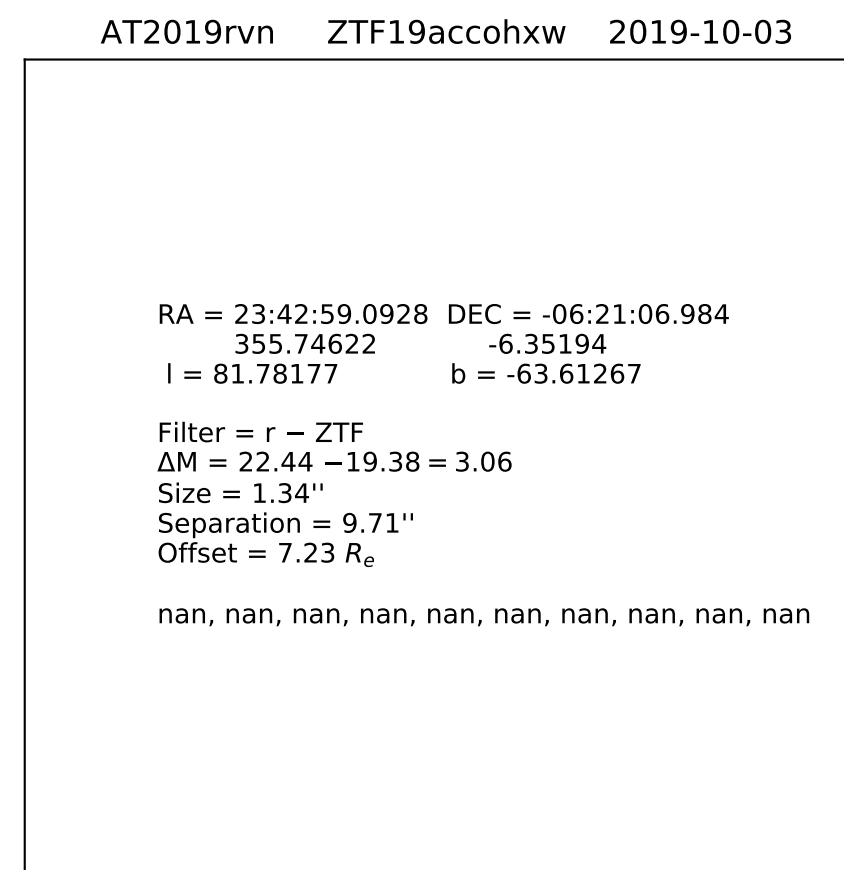 AT2019rvn ZTF19accohxw 2019-10-03
RA = 23:42:59.0928 DEC = -06:21:06.984
355.74622 -6.35194
l = 81.78177 b = -63.61267
Filter = r − ZTF
ΔM = 22.44 −19.38 = 3.06
Size = 1.34''
Separation = 9.71''
Offset = 7.23 Rₑ
nan, nan, nan, nan, nan, nan, nan, nan, nan, nan